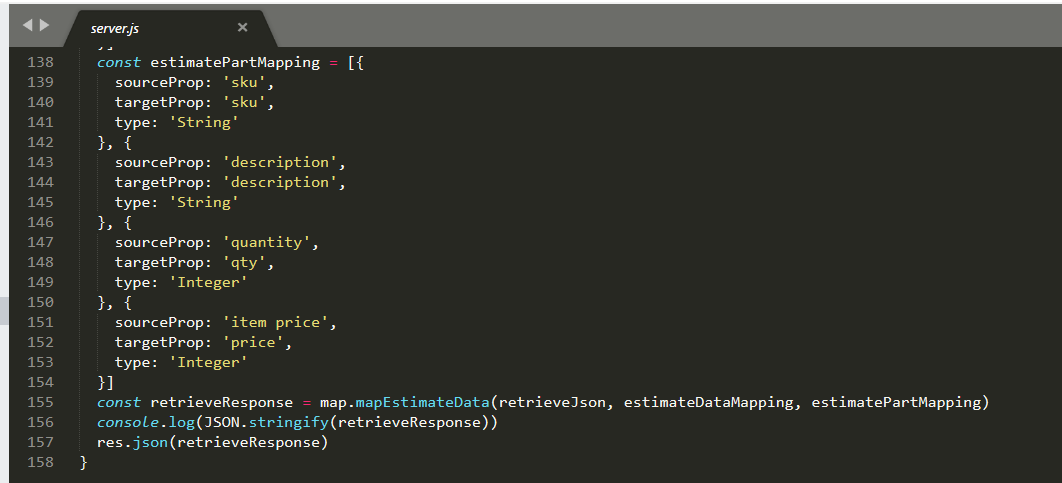 server.js ×
138 const estimatePartMapping = [{
139 sourceProp: 'sku',
140 targetProp: 'sku',
141 type: 'String'
142 }, {
143 sourceProp: 'description',
144 targetProp: 'description',
145 type: 'String'
146 }, {
147 sourceProp: 'quantity',
148 targetProp: 'qty',
149 type: 'Integer'
150 }, {
151 sourceProp: 'item price',
152 targetProp: 'price',
153 type: 'Integer'
154 }]
155 const retrieveResponse = map.mapEstimateData(retrieveJson, estimateDataMapping, estimatePartMapping)
156 console.log(JSON.stringify(retrieveResponse))
157 res.json(retrieveResponse)
158 }